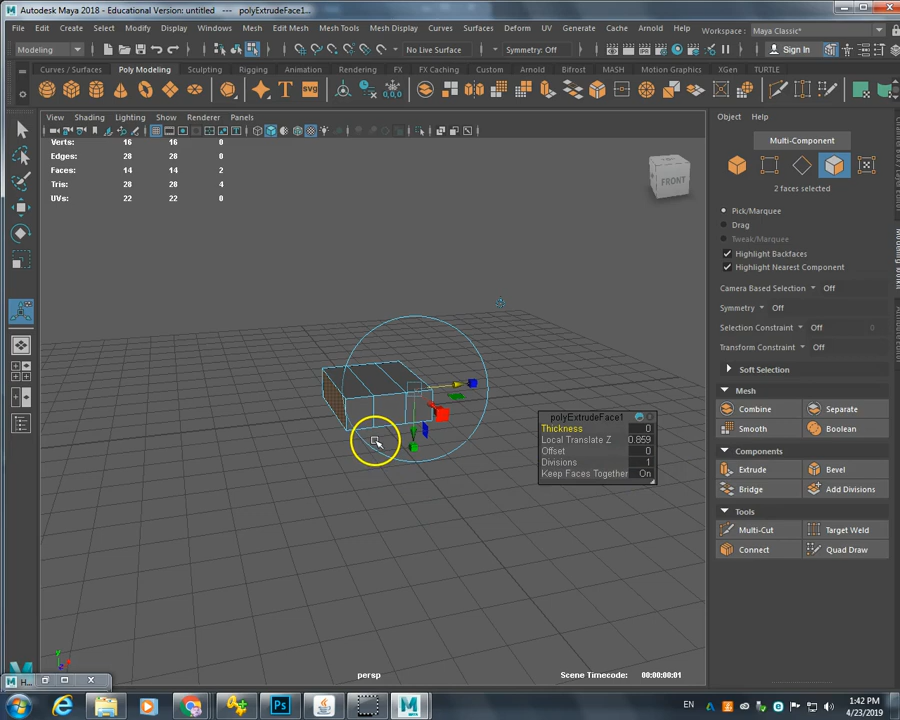 Autodesk Maya 2018 - Educational Version: untitled --- polyExtrudeFace1...
File Edit Create Select Modify Display Windows Mesh Edit Mesh Mesh Tools Mesh Display Curves Surfaces Deform UV Generate Cache Arnold Help Workspace: Maya Classic*
Modeling No Live Surface Symmetry: Off Sign In
Curves / Surfaces Poly Modeling Sculpting Rigging Animation Rendering FX FX Caching Custom Arnold Bifrost MASH Motion Graphics XGen TURTLE
View Shading Lighting Show Renderer Panels
Verts: 16 16 0
Edges: 28 28 0
Faces: 14 14 2
Tris: 28 28 4
UVs: 22 22 0
FRONT
polyExtrudeFace1
Thickness 0
Local Translate Z 0.859
Offset 0
Divisions 1
Keep Faces Together On
persp
Scene Timecode: 00:00:00:01
Object Help
Multi-Component
2 faces selected
Pick/Marquee
Drag
Tweak/Marquee
Highlight Backfaces
Highlight Nearest Component
Camera Based Selection Off
Symmetry Off
Selection Constraint Off 0
Transform Constraint Off
Soft Selection
Mesh
Combine Separate
Smooth Boolean
Components
Extrude Bevel
Bridge Add Divisions
Tools
Multi-Cut Target Weld
Connect Quad Draw
y
H...
EN 1:42 PM
4/23/2019